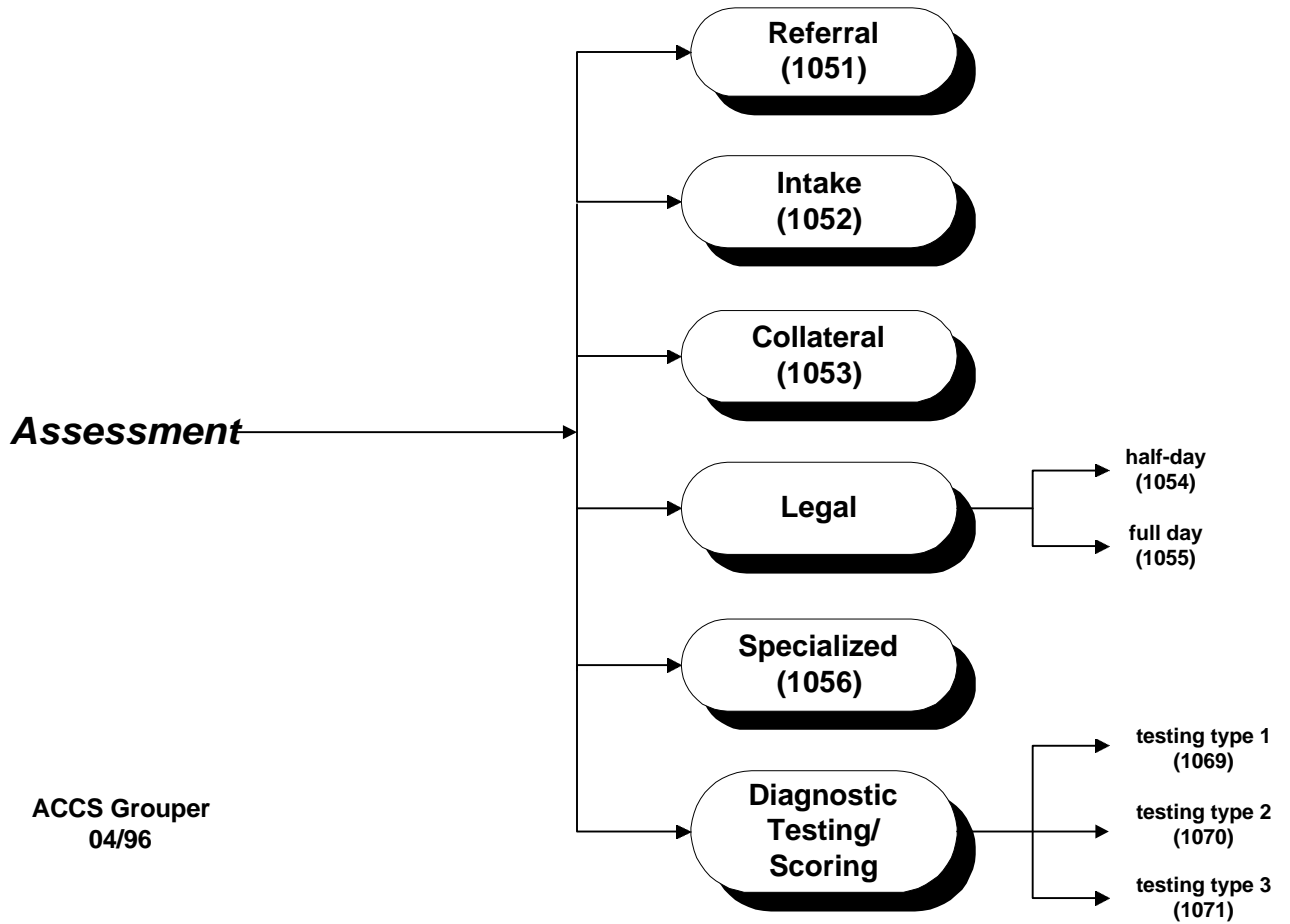 Referral
(1051)
Intake
(1052)
Collateral
(1053)
Assessment
Legal
half-day
(1054)
full day
(1055)
Specialized
(1056)
Diagnostic
Testing/
Scoring
testing type 1
(1069)
testing type 2
(1070)
testing type 3
(1071)
ACCS Grouper
04/96